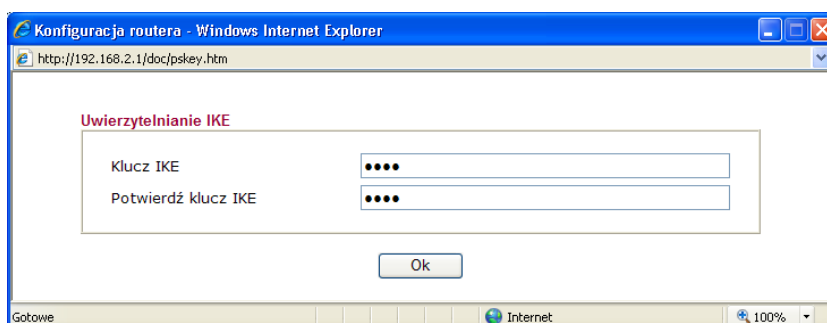 Konfiguracja routera - Windows Internet Explorer
http://192.168.2.1/doc/pskey.htm
Uwierzytelnianie IKE
Klucz IKE ••••
Potwierdź klucz IKE ••••
Ok
Gotowe Internet 100%